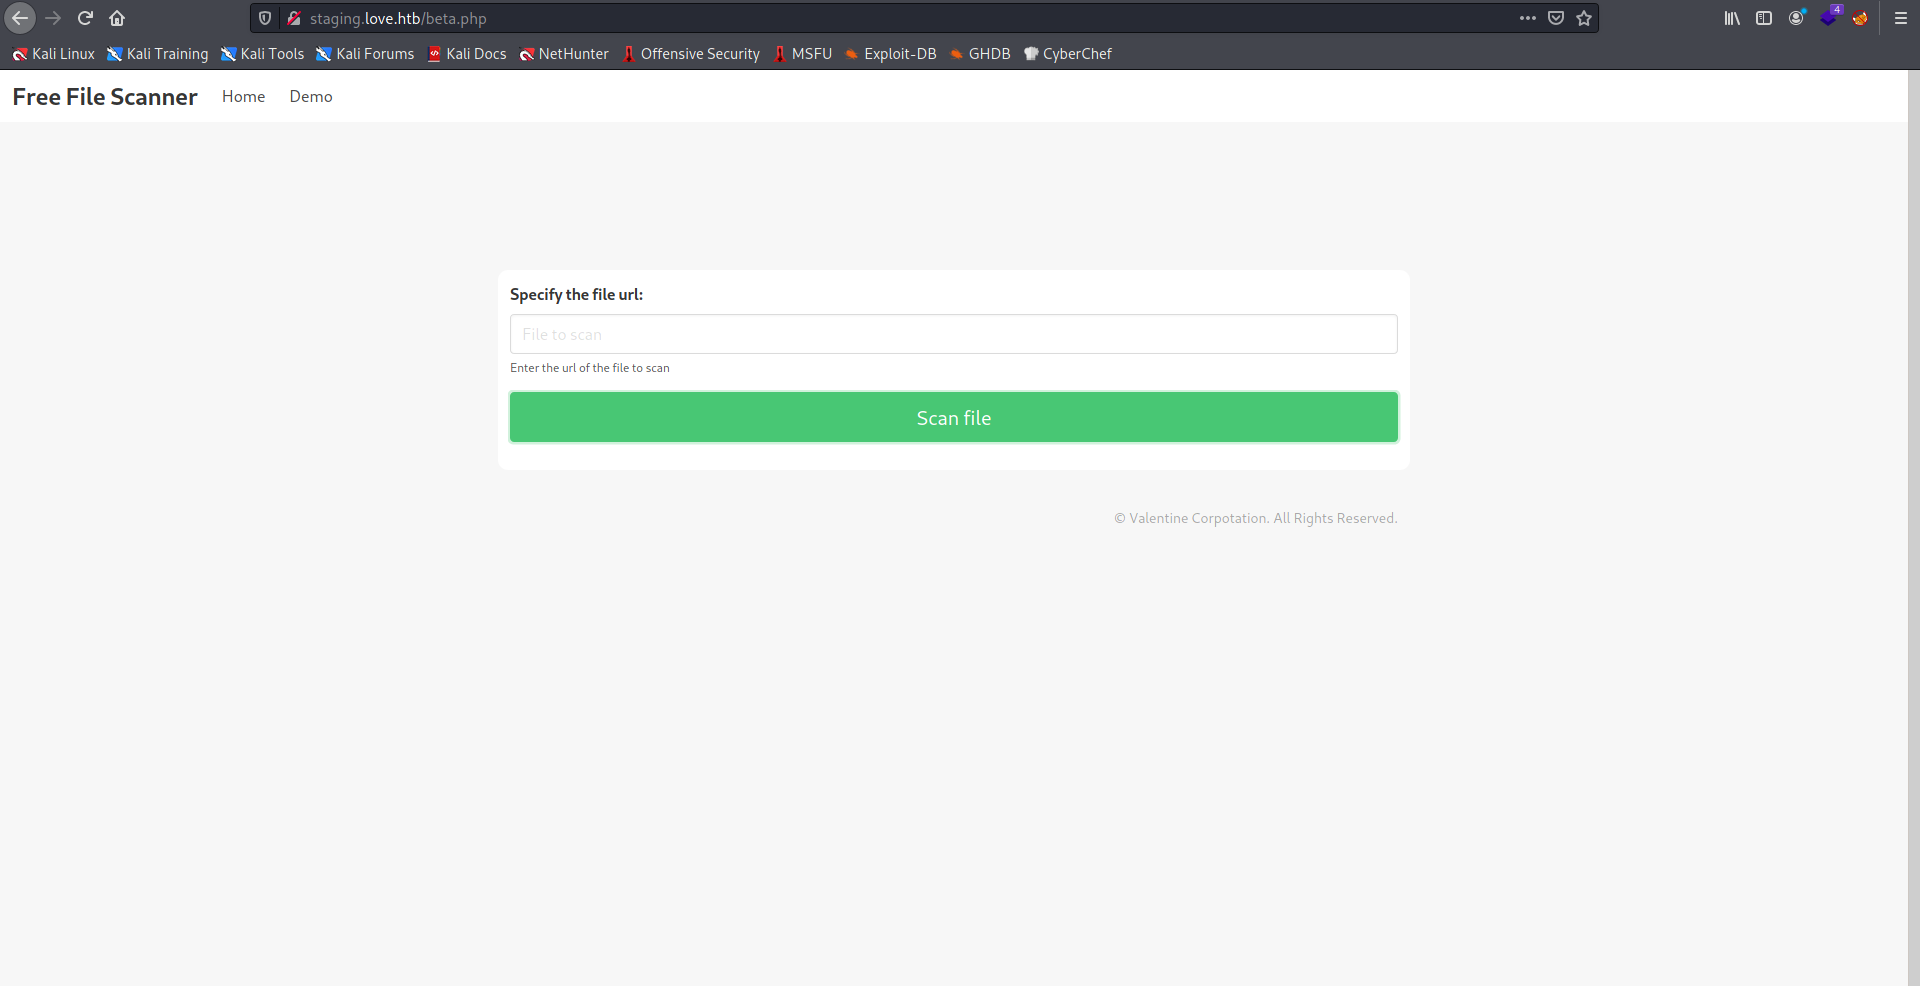 staging.love.htb/beta.php
4
Kali Linux Kali Training Kali Tools Kali Forums Kali Docs NetHunter Offensive Security MSFU Exploit-DB GHDB CyberChef
Free File Scanner Home Demo
Specify the file url:
File to scan
Enter the url of the file to scan
Scan file
© Valentine Corpotation. All Rights Reserved.